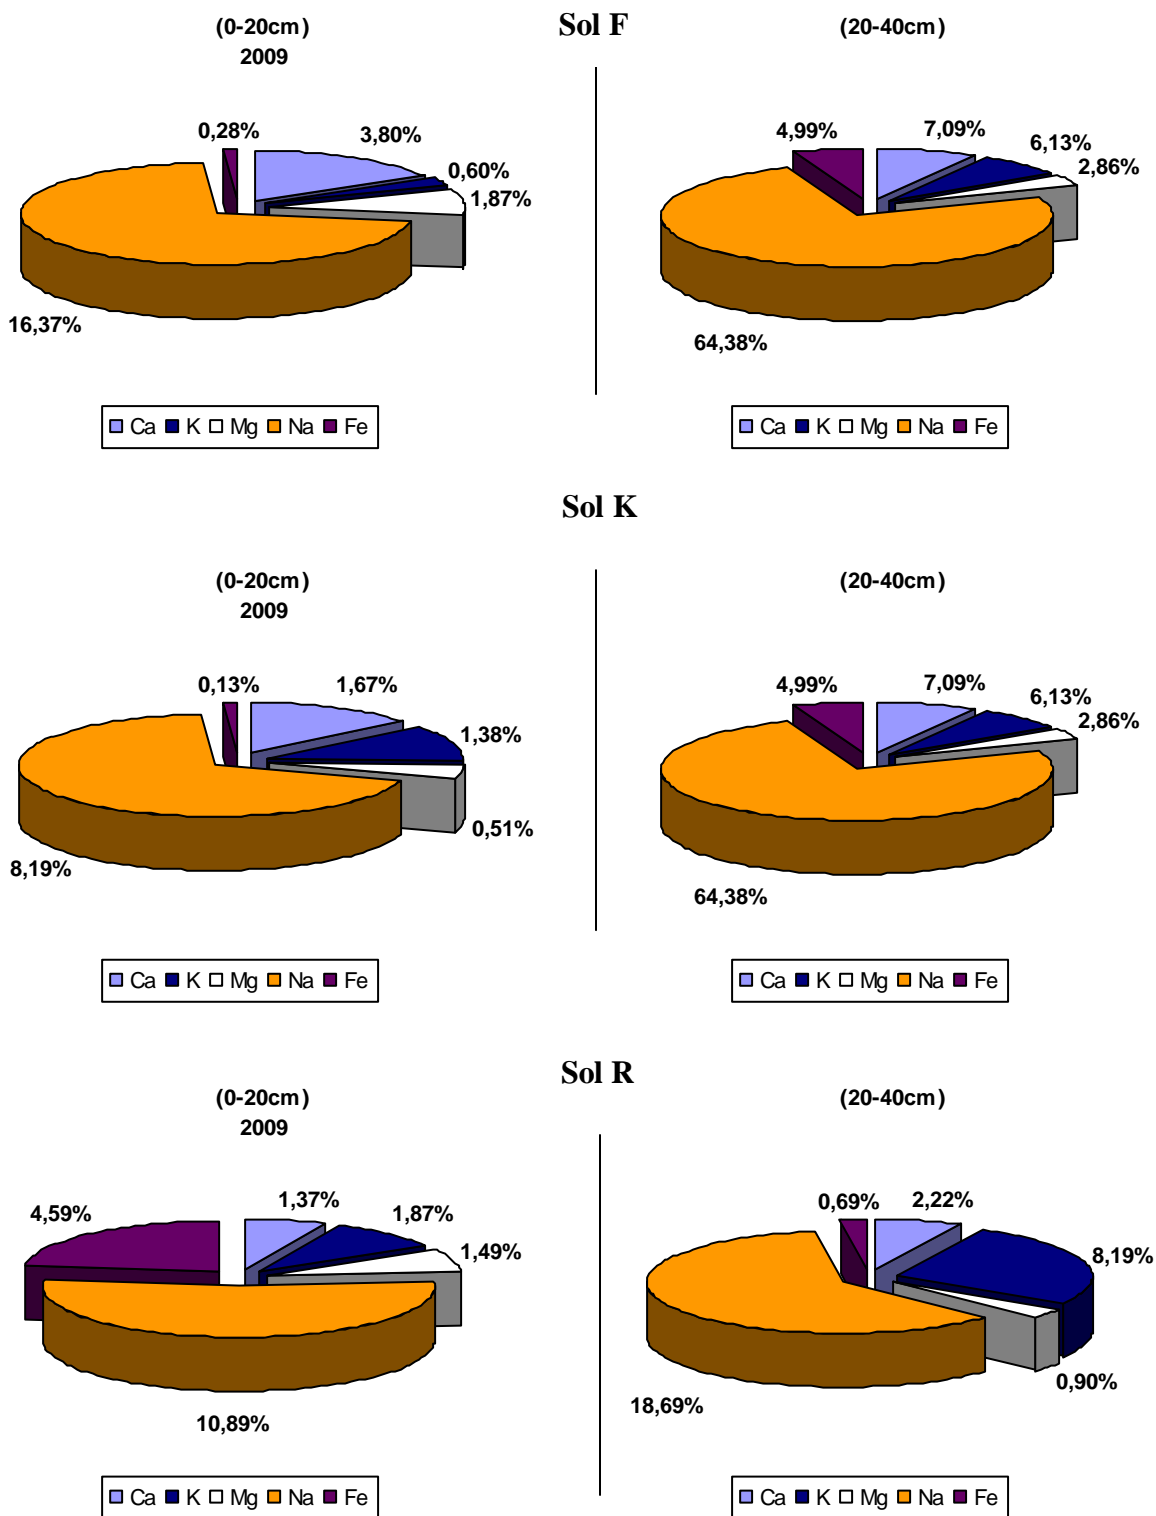 Sol F
(0-20cm)
2009
0,28%
3,80%
0,60%
1,87%
16,37%
Ca K Mg Na Fe
(20-40cm)
4,99%
7,09%
6,13%
2,86%
64,38%
Ca K Mg Na Fe
Sol K
(0-20cm)
2009
0,13%
1,67%
1,38%
0,51%
8,19%
Ca K Mg Na Fe
(20-40cm)
4,99%
7,09%
6,13%
2,86%
64,38%
Ca K Mg Na Fe
Sol R
(0-20cm)
2009
4,59%
1,37%
1,87%
1,49%
10,89%
Ca K Mg Na Fe
(20-40cm)
0,69%
2,22%
8,19%
0,90%
18,69%
Ca K Mg Na Fe